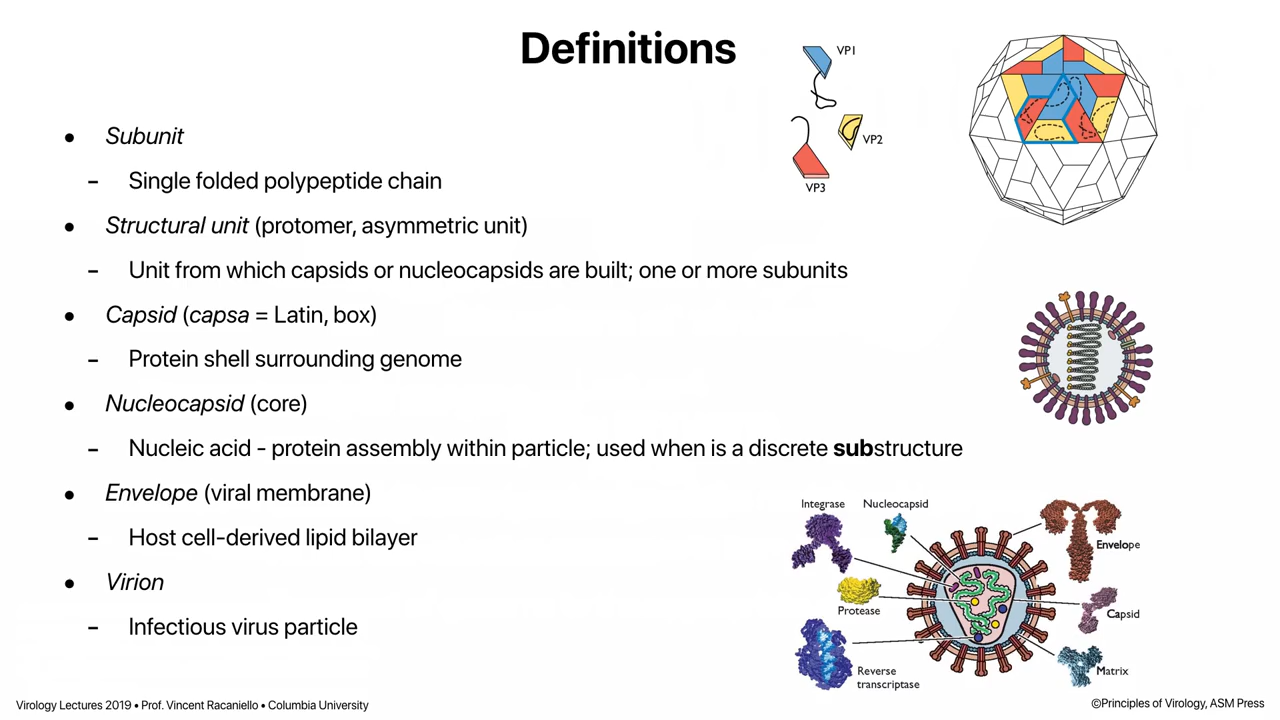 Definitions
• Subunit
– Single folded polypeptide chain
• Structural unit (protomer, asymmetric unit)
– Unit from which capsids or nucleocapsids are built; one or more subunits
• Capsid (capsa = Latin, box)
– Protein shell surrounding genome
• Nucleocapsid (core)
– Nucleic acid - protein assembly within particle; used when is a discrete substructure
• Envelope (viral membrane)
– Host cell-derived lipid bilayer
• Virion
– Infectious virus particle
VP1
VP2
VP3
Integrase
Nucleocapsid
Envelope
Protease
Capsid
Reverse
transcriptase
Matrix
Virology Lectures 2019 • Prof. Vincent Racaniello • Columbia University
©Principles of Virology, ASM Press